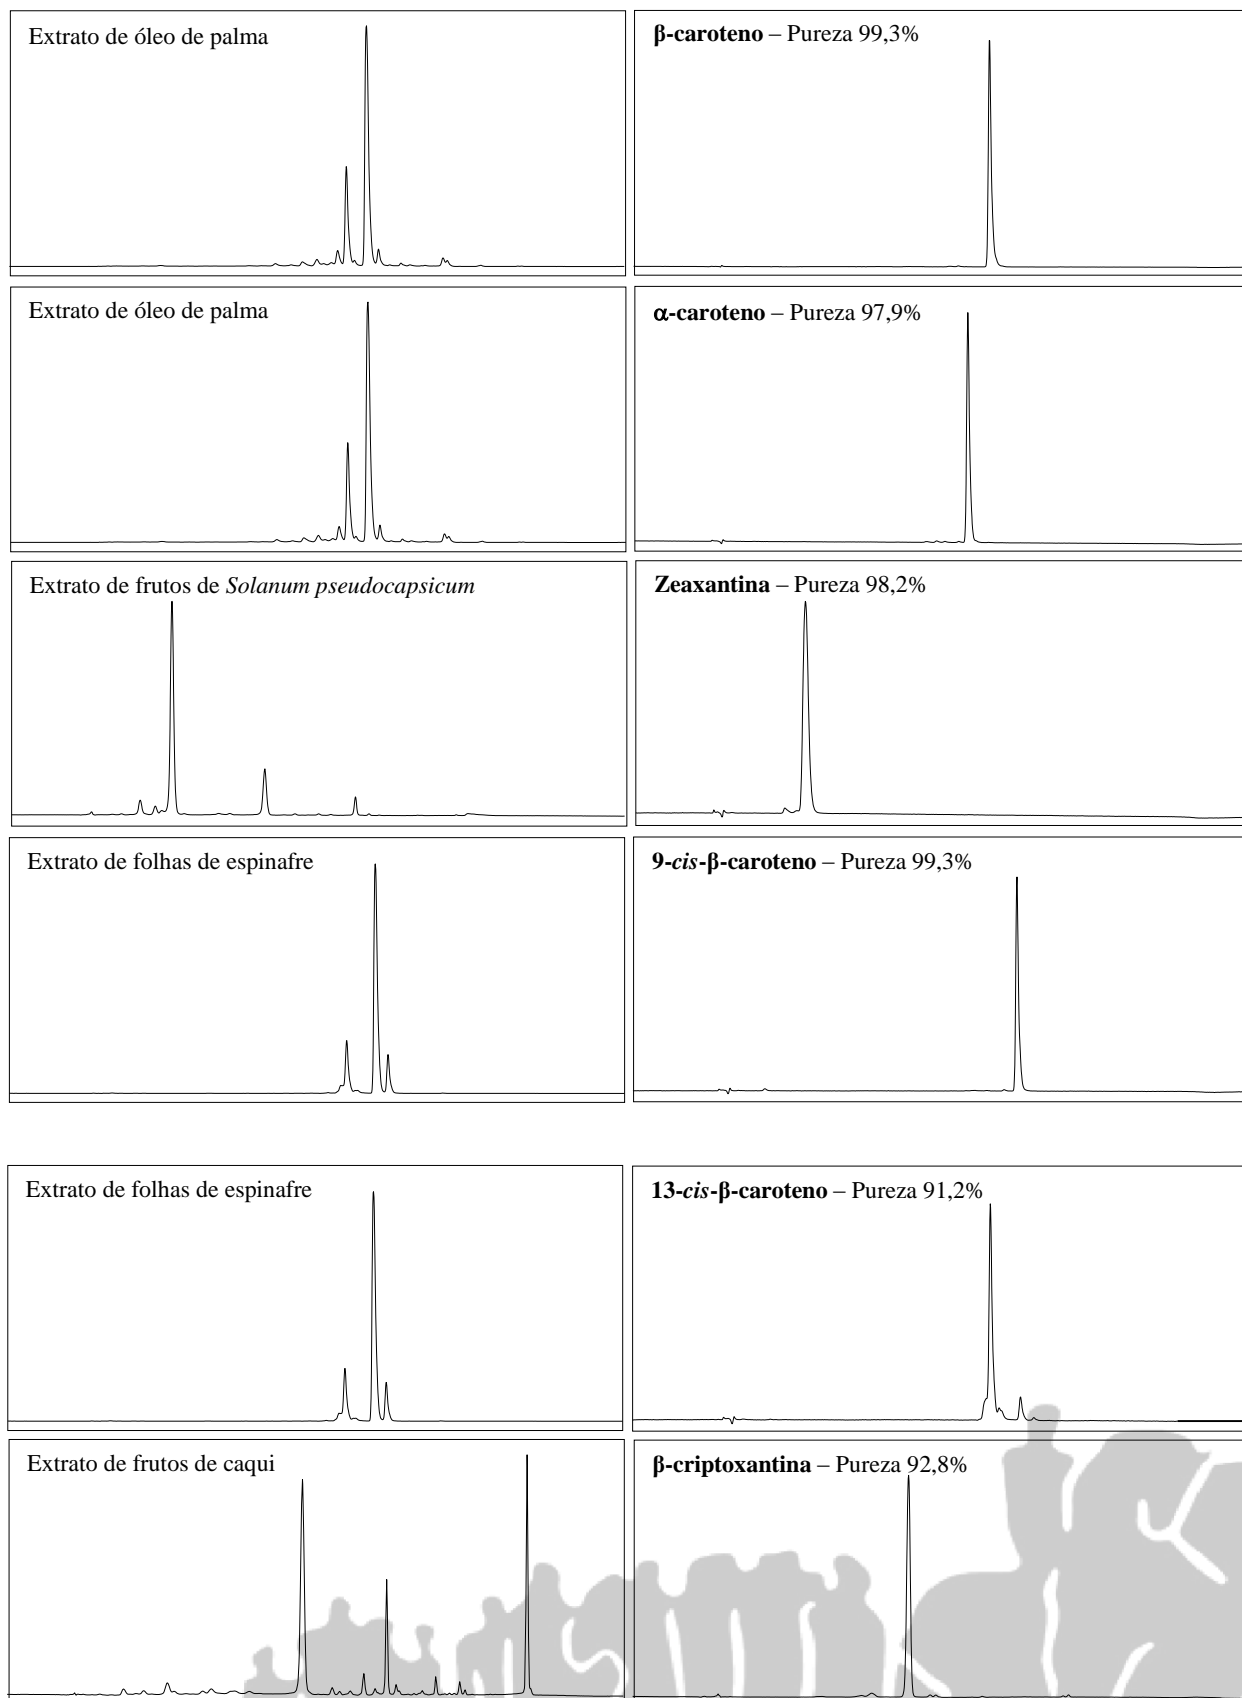 Extrato de óleo de palma
β-caroteno – Pureza 99,3%
Extrato de óleo de palma
α-caroteno – Pureza 97,9%
Extrato de frutos de Solanum pseudocapsicum
Zeaxantina – Pureza 98,2%
Extrato de folhas de espinafre
9-cis-β-caroteno – Pureza 99,3%
Extrato de folhas de espinafre
13-cis-β-caroteno – Pureza 91,2%
Extrato de frutos de caqui
β-criptoxantina – Pureza 92,8%